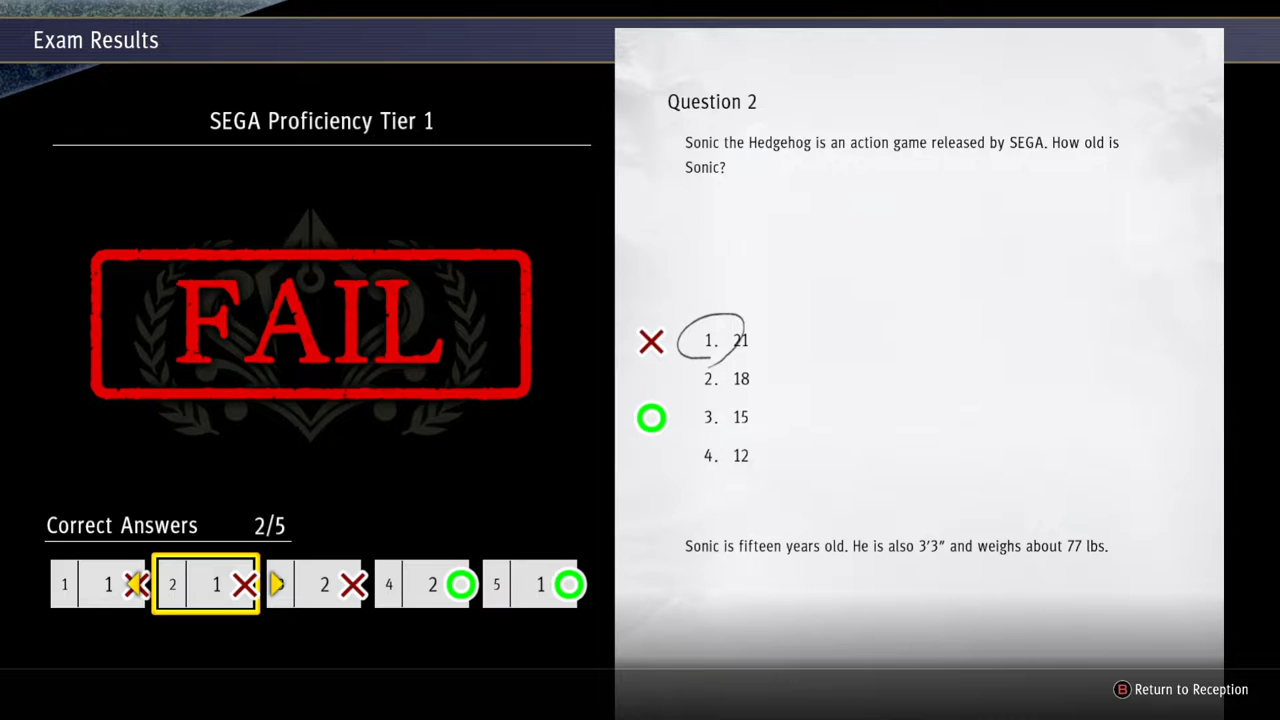 Exam Results
SEGA Proficiency Tier 1
FAIL
Correct Answers 2/5
1 1
2 1
2
4 2
5 1
Question 2
Sonic the Hedgehog is an action game released by SEGA. How old is
Sonic?
1. 21
2. 18
3. 15
4. 12
Sonic is fifteen years old. He is also 3'3” and weighs about 77 lbs.
B Return to Reception